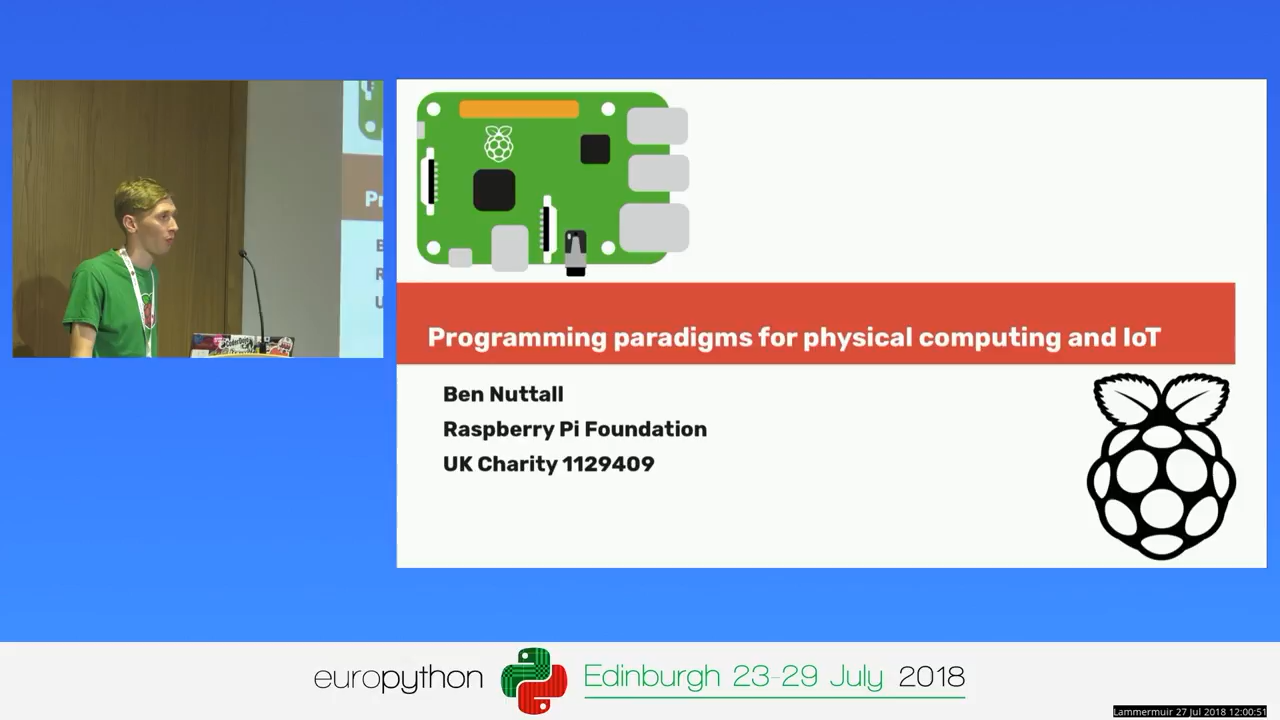 Programming paradigms for physical computing and IoT
Ben Nuttall
Raspberry Pi Foundation
UK Charity 1129409
Pr
europython
Edinburgh 23-29 July 2018
Lammermuir 27 Jul 2018 12:00:51